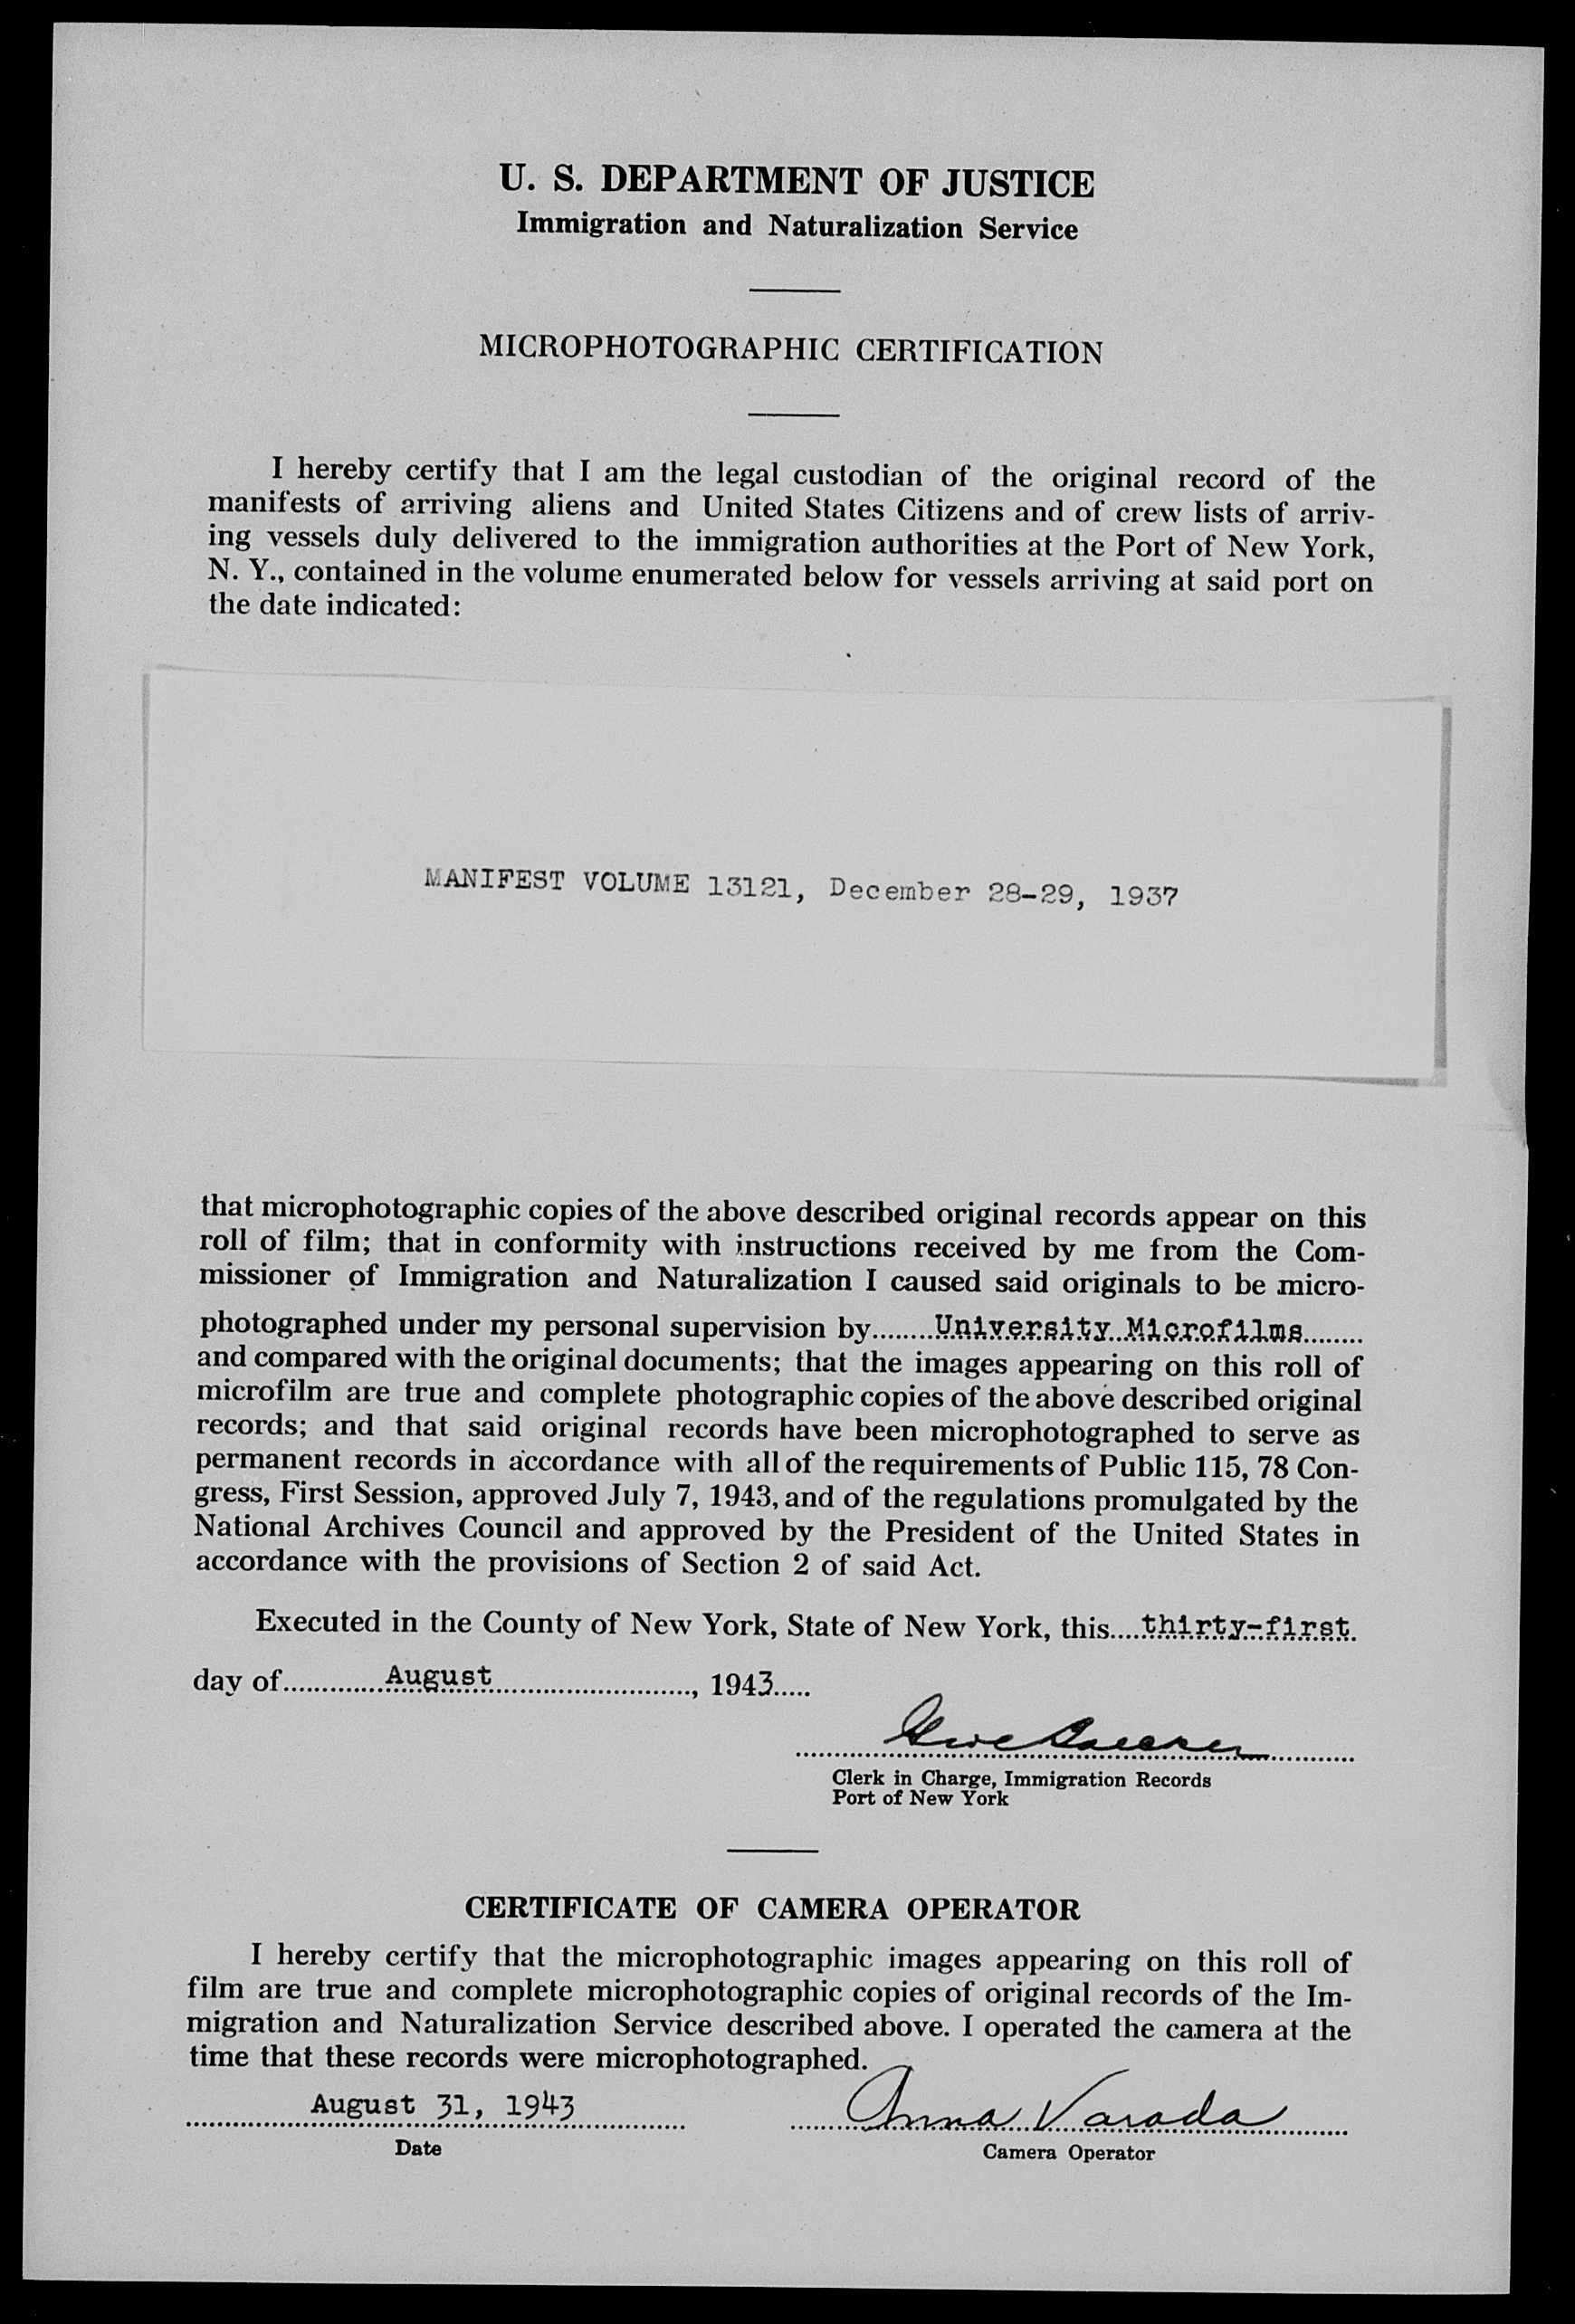 U. S. DEPARTMENT OF JUSTICE
Immigration and Naturalization Service
MICROPHOTOGRAPHIC CERTIFICATION
I hereby certify that I am the legal custodian of the original record of the
manifests of arriving aliens and United States Citizens and of crew lists of arriv-
ing vessels duly delivered to the immigration authorities at the Port of New York,
N. Y., contained in the volume enumerated below for vessels arriving at said port on
the date indicated:
MANIFEST VOLUME 13121, December 28-29, 1937
that microphotographic copies of the above described original records appear on this
roll of film; that in conformity with instructions received by me from the Com-
missioner of Immigration and Naturalization I caused said originals to be micro-
photographed under my personal supervision by........University Microfilms........
and compared with the original documents; that the images appearing on this roll of
microfilm are true and complete photographic copies of the above described original
records; and that said original records have been microphotographed to serve as
permanent records in accordance with all of the requirements of Public 115, 78 Con-
gress, First Session, approved July 7, 1943, and of the regulations promulgated by the
National Archives Council and approved by the President of the United States in
accordance with the provisions of Section 2 of said Act.
Executed in the County of New York, State of New York, this....thirty-first.
day of.............August.........................., 1943.....
Clerk in Charge, Immigration Records
Port of New York
CERTIFICATE OF CAMERA OPERATOR
I hereby certify that the microphotographic images appearing on this roll of
film are true and complete microphotographic copies of original records of the Im-
migration and Naturalization Service described above. I operated the camera at the
time that these records were microphotographed.
August 31, 1943 Anna Varada
Date Camera Operator